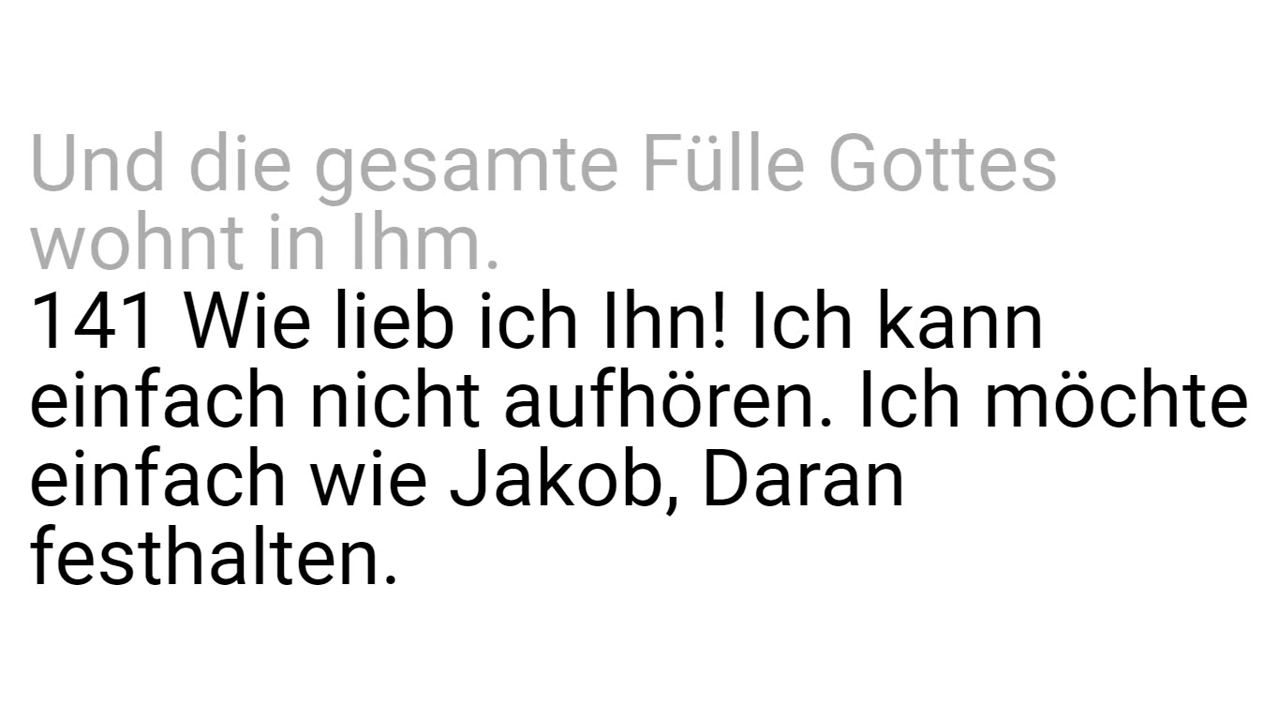 Und die gesamte Fülle Gottes
wohnt in Ihm.
141 Wie lieb ich Ihn! Ich kann
einfach nicht aufhören. Ich möchte
einfach wie Jakob, Daran
festhalten.